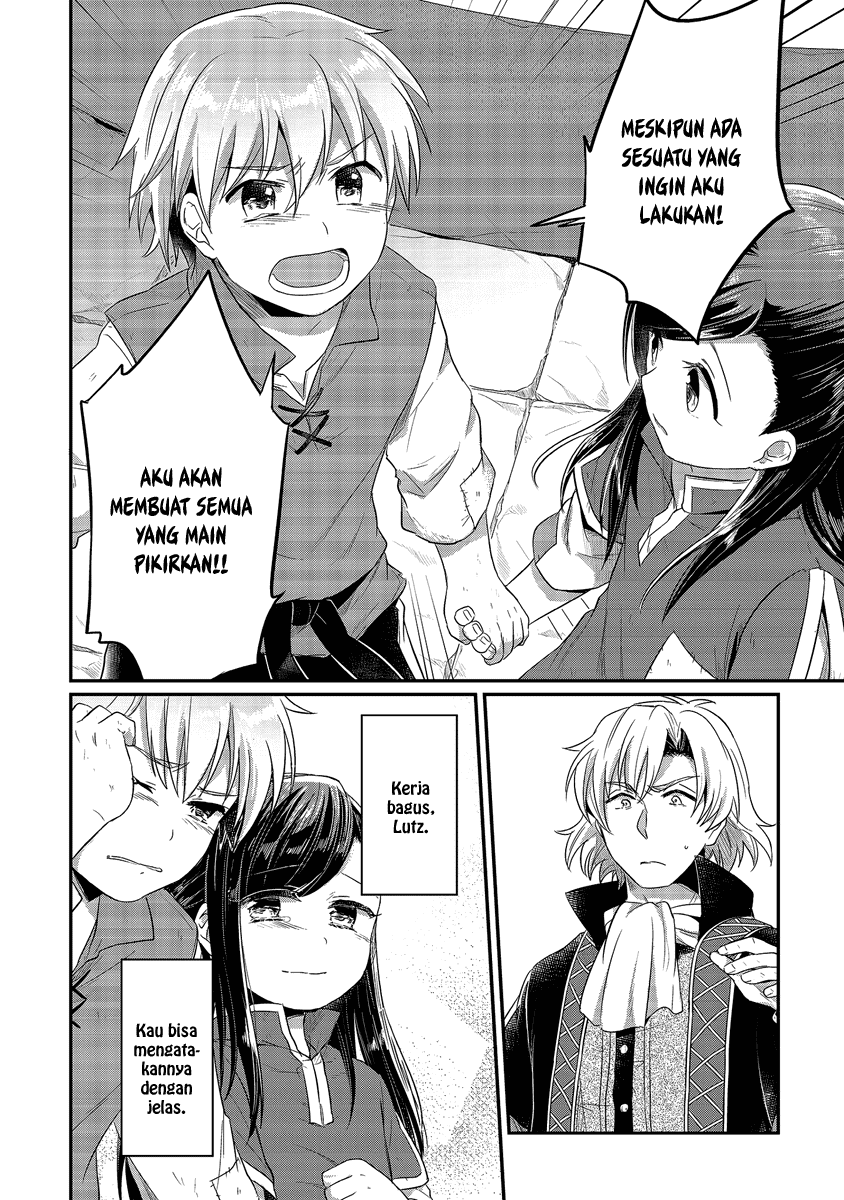 MESKIPUN ADA
SESUATU YANG
INGIN AKU
LAKUKAN!
AKU AKAN
MEMBUAT SEMUA
YANG MAIN
PIKIRKAN!!
Kerja
bagus,
Lutz.
Kau bisa
mengata-
kannya
dengan
jelas.